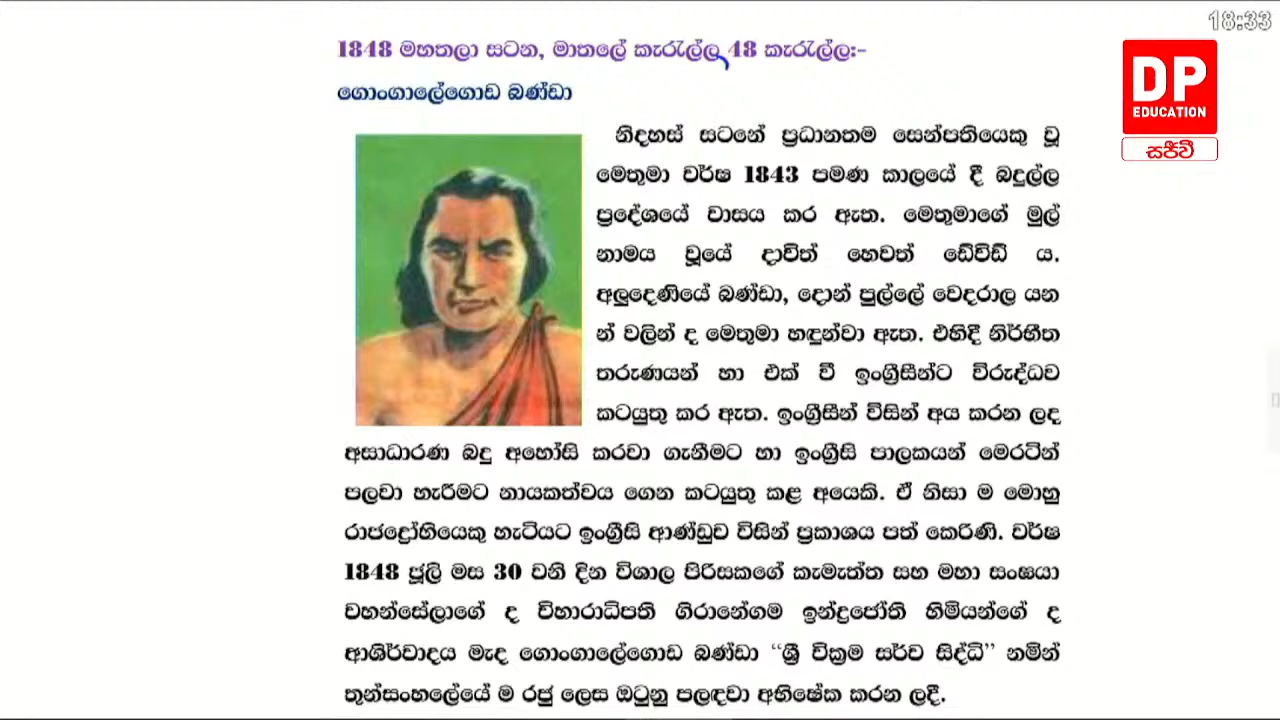 18:33
1848 මහතලා සටන, මාතලේ කැරැල්ල, 48 කැරැල්ල:-
DP
EDUCATION
සජීවී
ගොංගාලේගොඩ බණ්ඩා
නිදහස් සටනේ ප්‍රධානතම සෙන්පතියෙකු වූ
මෙතුමා වර්ෂ 1843 පමණ කාලයේ දී බදුල්ල
ප්‍රදේශයේ වාසය කර ඇත. මෙතුමාගේ මුල්
නාමය වූයේ දාවිත් හෙවත් ඩේවිඩ් ය.
අලුදෙණියේ බණ්ඩා, දොන් පුල්ලේ වෙදරාල යන
න් වලින් ද මෙතුමා හඳුන්වා ඇත. එහිදී නිර්භීත
තරුණයන් හා එක් වී ඉංග්‍රීසීන්ට විරුද්ධව
කටයුතු කර ඇත. ඉංග්‍රීසීන් විසින් අය කරන ලද
අසාධාරණ බදු අහෝසි කරවා ගැනීමට හා ඉංග්‍රීසි පාලකයන් මෙරටින්
පලවා හැරීමට නායකත්වය ගෙන කටයුතු කළ අයෙකි. ඒ නිසා ම මොහු
රාජද්‍රෝහියෙකු හැටියට ඉංග්‍රීසි ආණ්ඩුව විසින් ප්‍රකාශය පත් කෙරිණි. වර්ෂ
1848 ජූලි මස 30 වනි දින විශාල පිරිසකගේ කැමැත්ත සහ මහා සංඝයා
වහන්සේලාගේ ද විහාරාධිපති ගිරානේගම ඉන්ද්‍රජෝති හිමියන්ගේ ද
ආශිර්වාදය මැද ගොංගාලේගොඩ බණ්ඩා “ශ්‍රී වික්‍රම සර්ව සිද්ධි” නමින්
තුන්සංහලේයේ ම රජු ලෙස ඔටුනු පලඳවා අභිෂේක කරන ලදී.